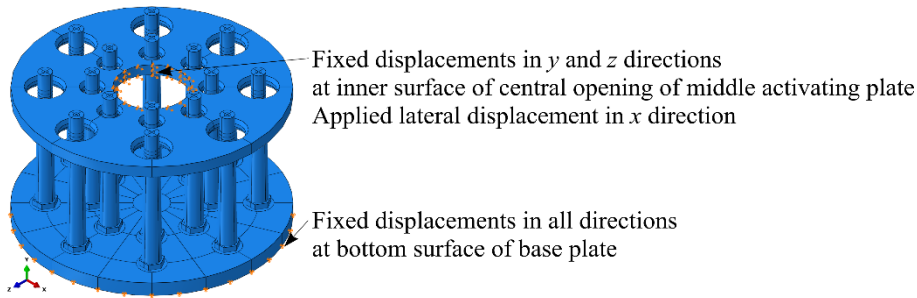 Fixed displacements in y and z directions
at inner surface of central opening of middle activating plate
Applied lateral displacement in x direction
Fixed displacements in all directions
at bottom surface of base plate
Y
Z
X